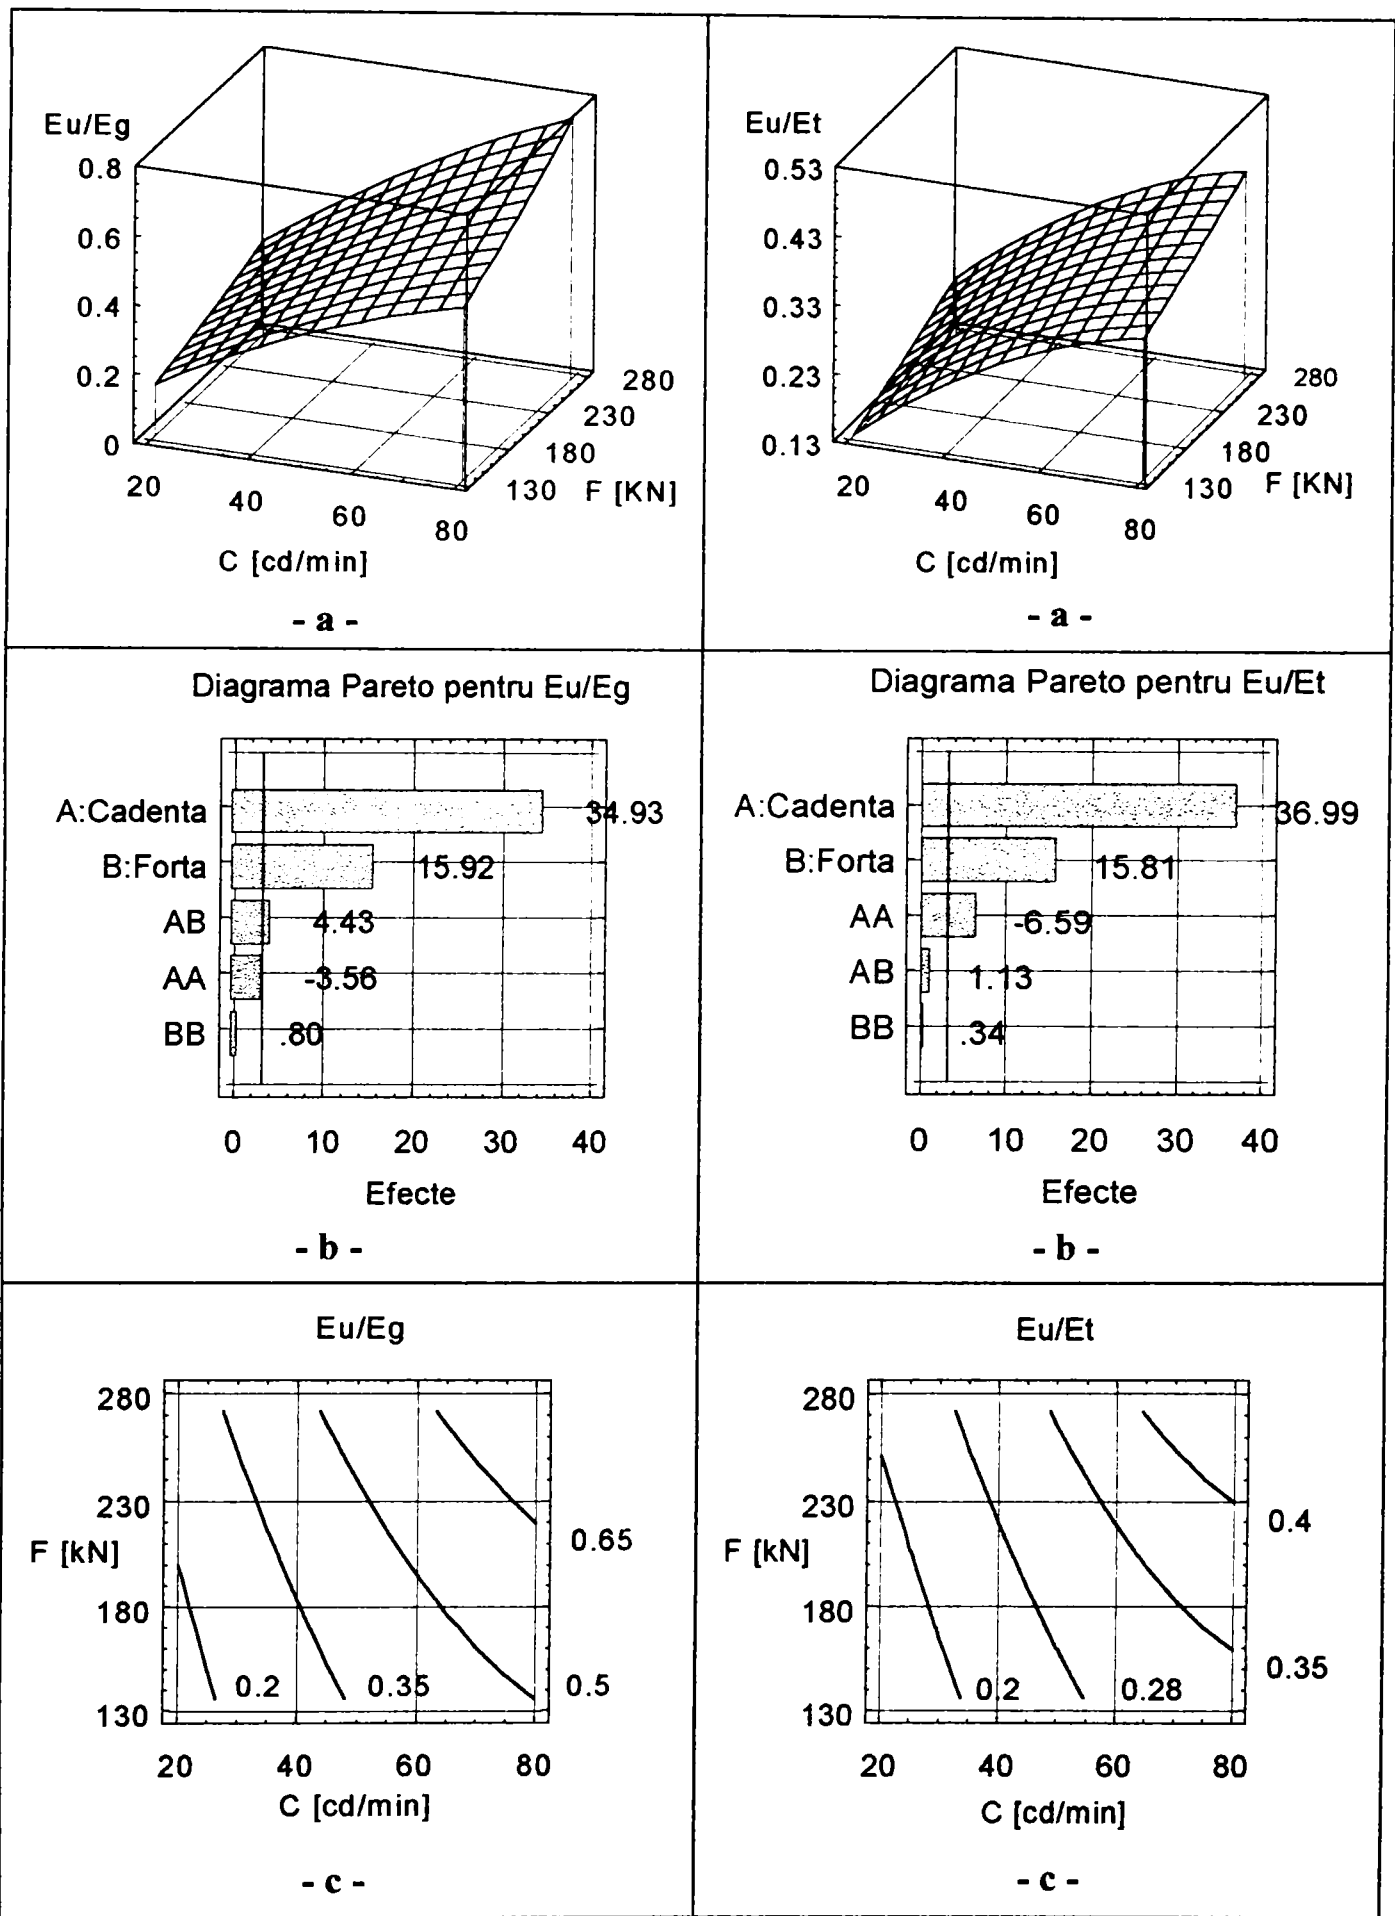 Eu/Eg
0.8
0.6
0.4
0.2
0
20
40
60
80
130
180
230
280
F [KN]
C [cd/min]
- a -
Eu/Et
0.53
0.43
0.33
0.23
0.13
20
40
60
80
130
180
230
280
F [KN]
C [cd/min]
- a -
Diagrama Pareto pentru Eu/Eg
A:Cadenta 34.93
B:Forta 15.92
AB 4.43
AA -3.56
BB .80
0 10 20 30 40
Efecte
- b -
Diagrama Pareto pentru Eu/Et
A:Cadenta 36.99
B:Forta 15.81
AA -6.59
AB 1.13
BB .34
0 10 20 30 40
Efecte
- b -
Eu/Eg
280
230
F [kN] 0.65
180
0.2 0.35 0.5
130
20 40 60 80
C [cd/min]
- c -
Eu/Et
280
230
0.4
F [kN]
180
0.35
0.2 0.28
130
20 40 60 80
C [cd/min]
- c -